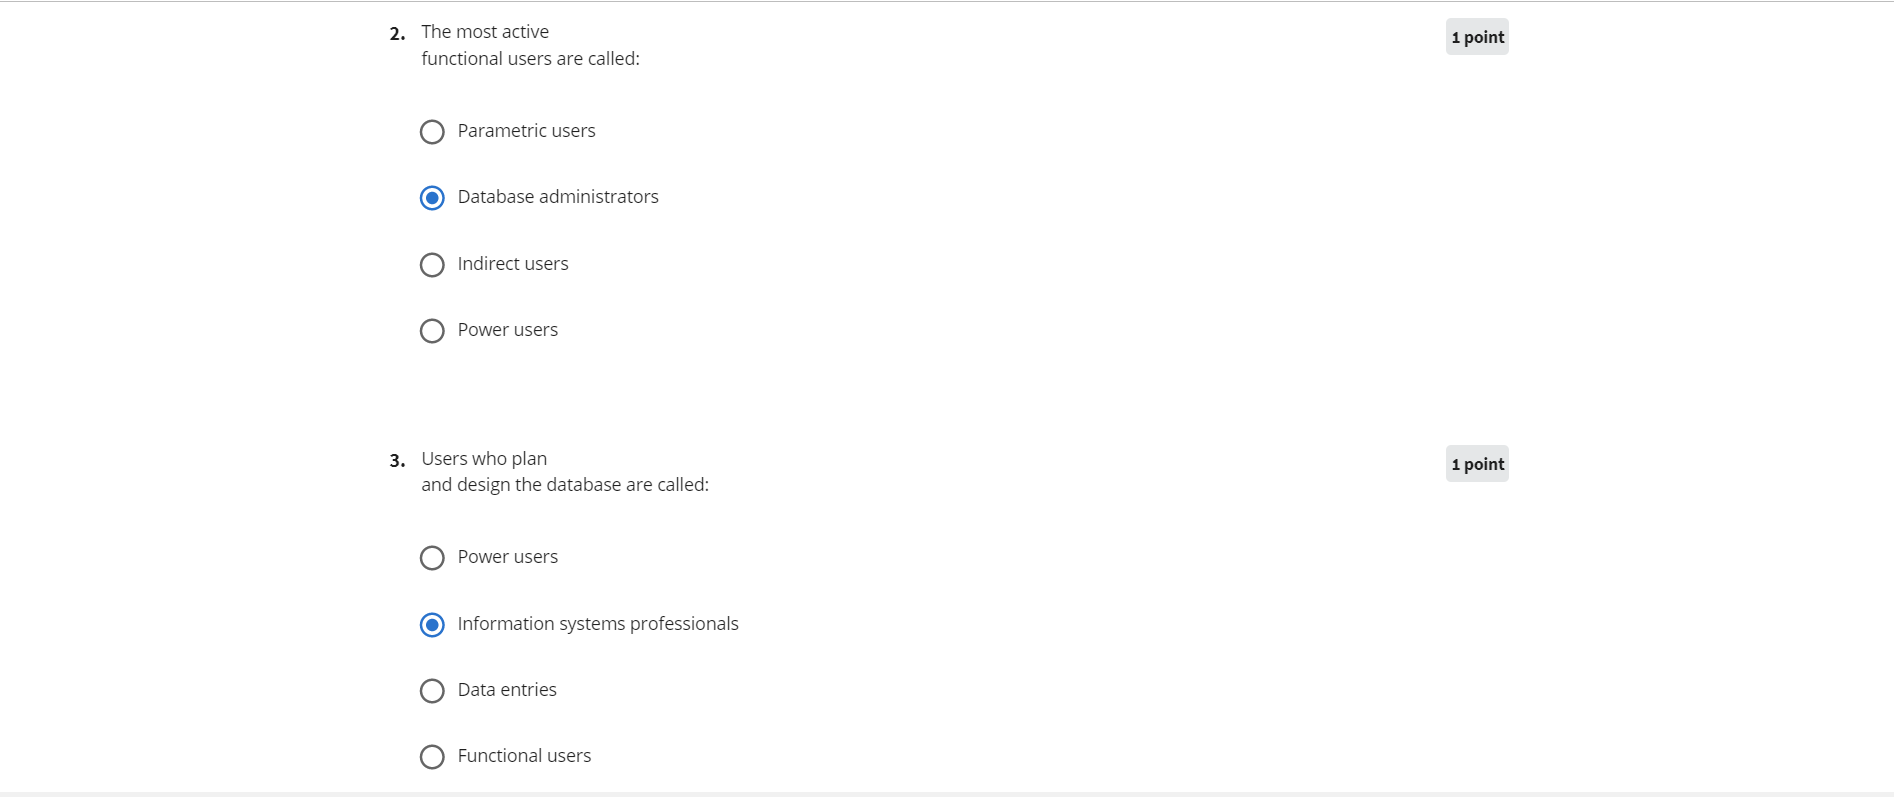 2. The most active
1 point
functional users are called:
Parametric users
Database administrators
Indirect users
Power users
3. Users who plan
1 point
and design the database are called:
Power users
Information systems professionals
Data entries
Functional users